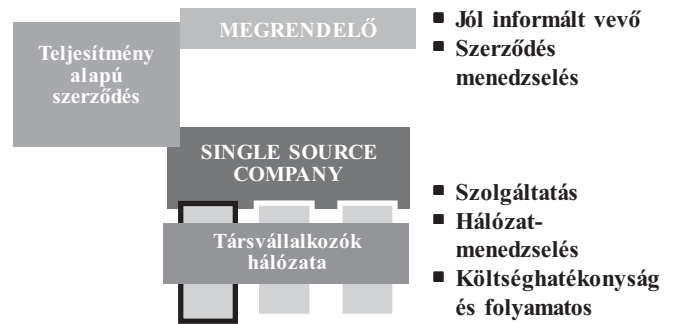 MEGRENDELŐ
Teljesítmény
alapú
szerződés
■ Jól informált vevő
■ Szerződés
menedzselés
SINGLE SOURCE
COMPANY
Társvállalkozók
hálózata
■ Szolgáltatás
■ Hálózat-
menedzselés
■ Költséghatékonyság
és folyamatos